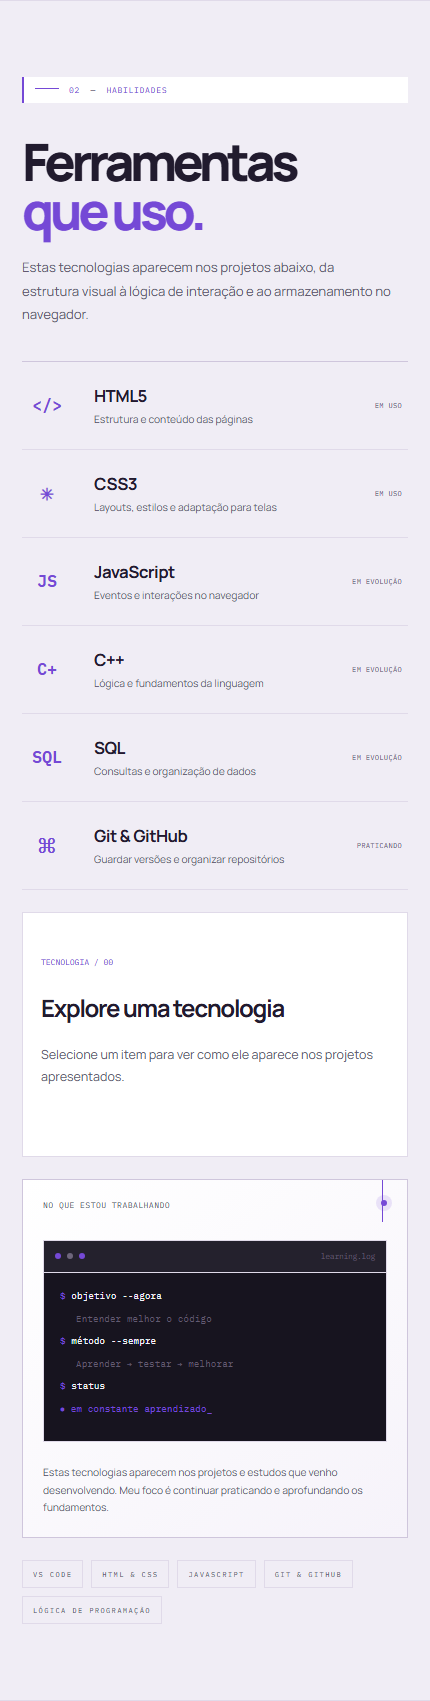 02 — HABILIDADES
Ferramentas
que uso.
Estas tecnologias aparecem nos projetos abaixo, da
estrutura visual à lógica de interação e ao armazenamento no
navegador.
</> HTML5 EM USO
Estrutura e conteúdo das páginas
✳ CSS3 EM USO
Layouts, estilos e adaptação para telas
JS JavaScript EM EVOLUÇÃO
Eventos e interações no navegador
C+ C++ EM EVOLUÇÃO
Lógica e fundamentos da linguagem
SQL SQL EM EVOLUÇÃO
Consultas e organização de dados
⌘ Git & GitHub PRATICANDO
Guardar versões e organizar repositórios
TECNOLOGIA / 00
Explore uma tecnologia
Selecione um item para ver como ele aparece nos projetos
apresentados.
NO QUE ESTOU TRABALHANDO
learning.log
$ objetivo --agora
Entender melhor o código
$ método --sempre
Aprender → testar → melhorar
$ status
● em constante aprendizado_
Estas tecnologias aparecem nos projetos e estudos que venho
desenvolvendo. Meu foco é continuar praticando e aprofundando os
fundamentos.
VS CODE HTML & CSS JAVASCRIPT GIT & GITHUB
LÓGICA DE PROGRAMAÇÃO